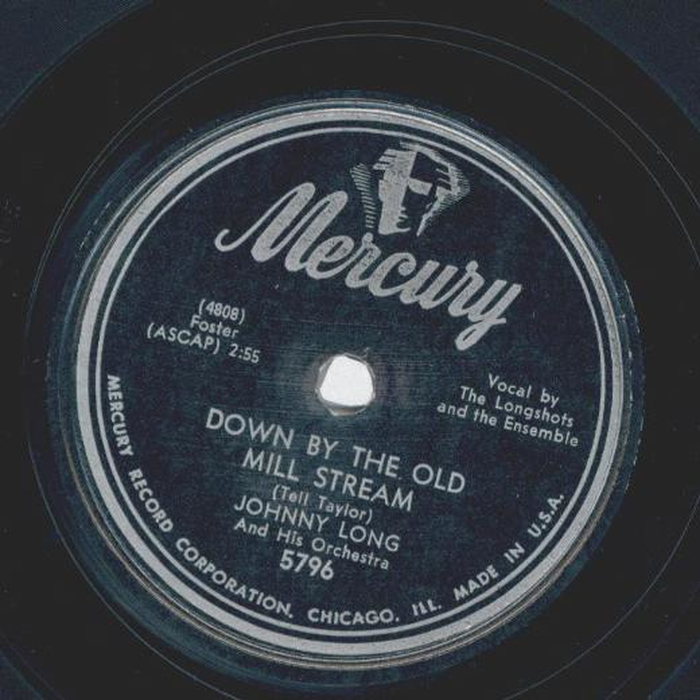 Mercury
(4808)
Foster
(ASCAP) 2:55
Vocal by
The Longshots
and the Ensemble
DOWN BY THE OLD
MILL STREAM
(Tell Taylor)
JOHNNY LONG
And His Orchestra
5796
MERCURY RECORD CORPORATION, CHICAGO, ILL. MADE IN U.S.A.